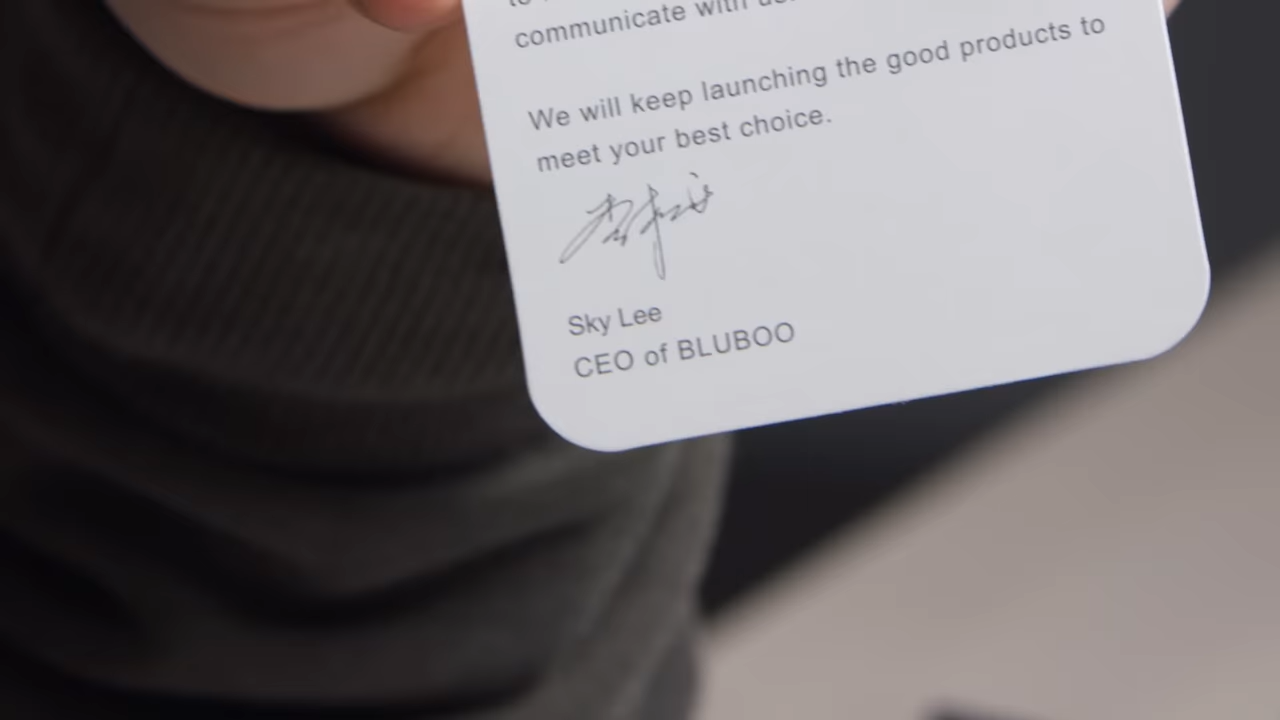 communicate with us.
We will keep launching the good products to
meet your best choice.
Sky Lee
CEO of BLUBOO